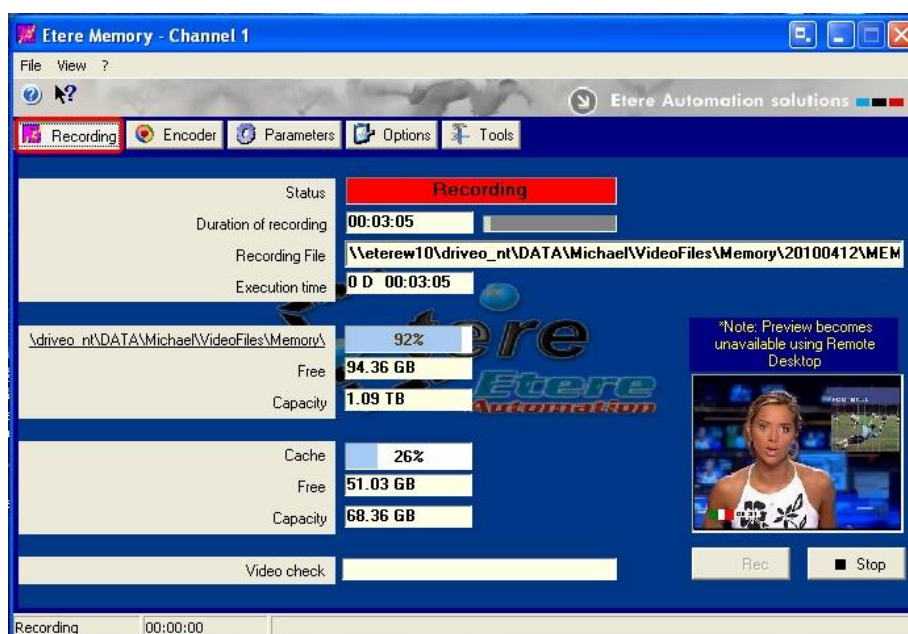 Etere Memory - Channel 1
File View ?
Etere Automation solutions
Recording Encoder Parameters Options Tools
Status Recording
Duration of recording 00:03:05
Recording File \\eterew10\driveo_nt\DATA\Michael\VideoFiles\Memory\20100412\MEM
Execution time 0 D 00:03:05
\driveo_nt\DATA\Michael\VideoFiles\Memory\ 92%
Free 94.36 GB
Capacity 1.09 TB
Etere
Etere
Automation
*Note: Preview becomes
unavailable using Remote
Desktop
FOOTBALL
Cache 26%
Free 51.03 GB
Capacity 68.36 GB
Video check
Rec Stop
Recording 00:00:00